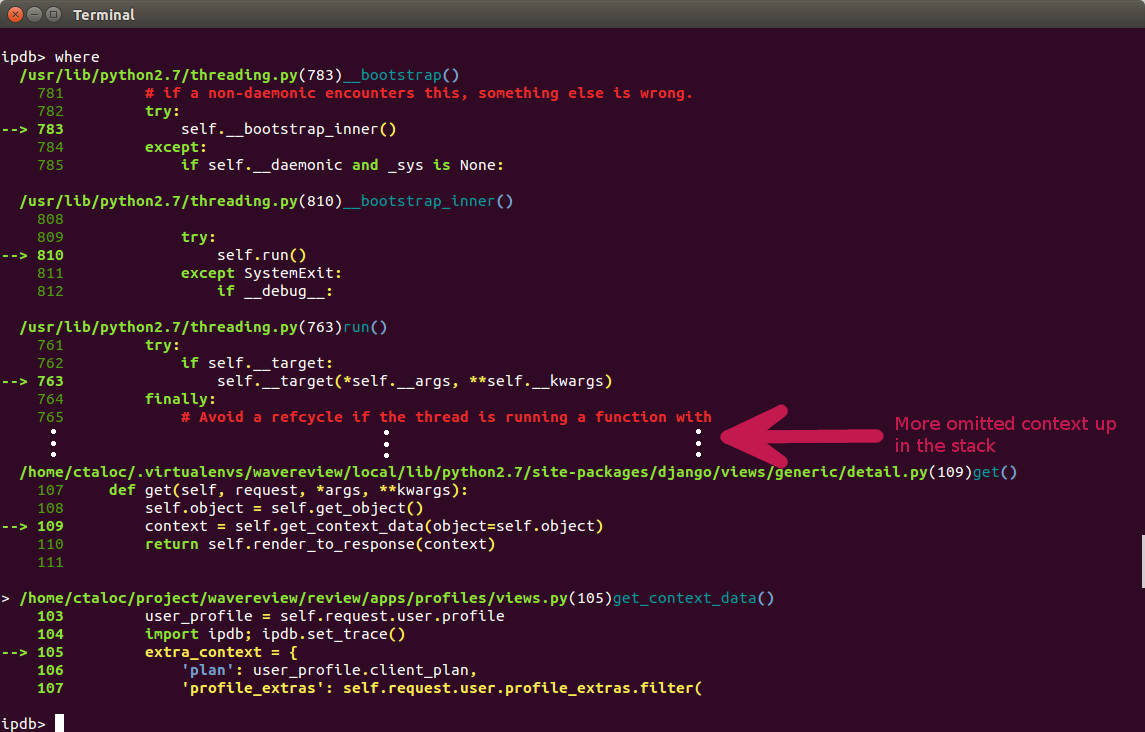 Terminal
ipdb> where
  /usr/lib/python2.7/threading.py(783)__bootstrap()
    781         # if a non-daemonic encounters this, something else is wrong.
    782         try:
--> 783             self.__bootstrap_inner()
    784         except:
    785             if self.__daemonic and _sys is None:

  /usr/lib/python2.7/threading.py(810)__bootstrap_inner()
    808 
    809             try:
--> 810                 self.run()
    811             except SystemExit:
    812                 if __debug__:

  /usr/lib/python2.7/threading.py(763)run()
    761         try:
    762             if self.__target:
--> 763                 self.__target(*self.__args, **self.__kwargs)
    764         finally:
    765             # Avoid a refcycle if the thread is running a function with
More omitted context up
in the stack

  /home/ctaloc/.virtualenvs/wavereview/local/lib/python2.7/site-packages/django/views/generic/detail.py(109)get()
    107     def get(self, request, *args, **kwargs):
    108         self.object = self.get_object()
--> 109         context = self.get_context_data(object=self.object)
    110         return self.render_to_response(context)
    111 

> /home/ctaloc/project/wavereview/review/apps/profiles/views.py(105)get_context_data()
    103         user_profile = self.request.user.profile
    104         import ipdb; ipdb.set_trace()
--> 105         extra_context = {
    106             'plan': user_profile.client_plan,
    107             'profile_extras': self.request.user.profile_extras.filter(

ipdb>